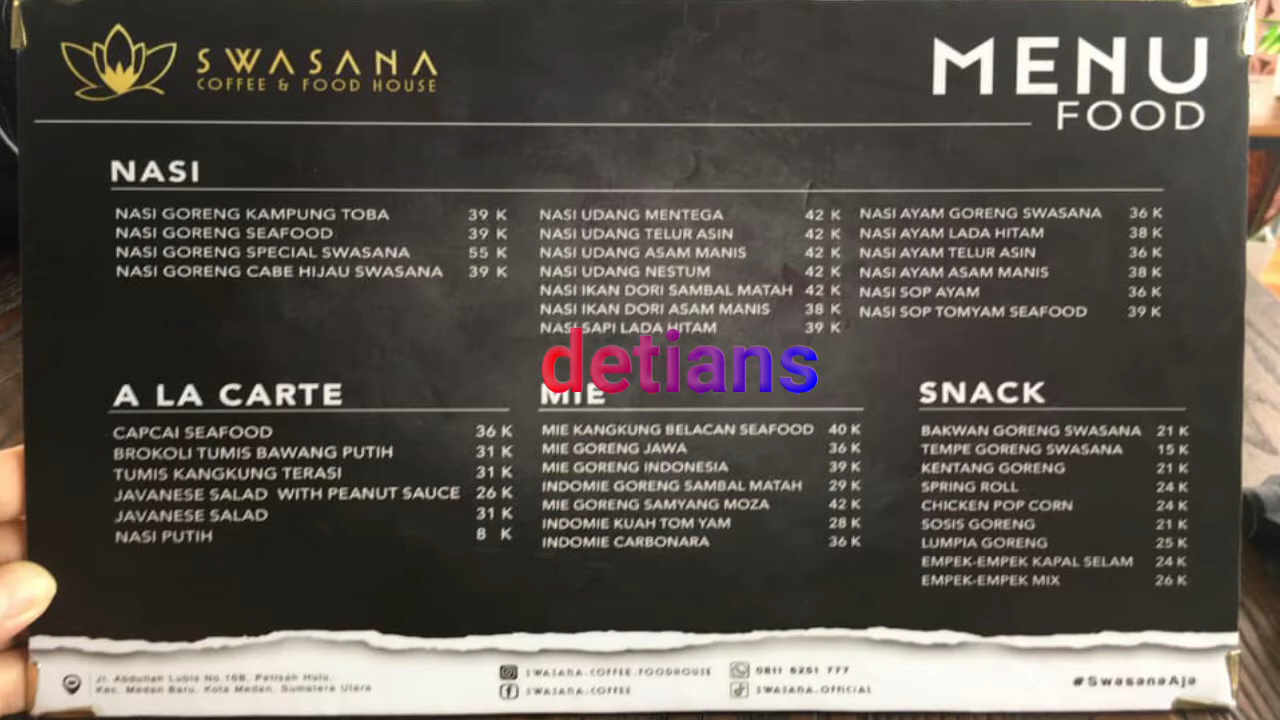 SWASANA
COFFEE & FOOD HOUSE
MENU
FOOD
NASI
NASI GORENG KAMPUNG TOBA 39 K
NASI GORENG SEAFOOD 39 K
NASI GORENG SPECIAL SWASANA 55 K
NASI GORENG CABE HIJAU SWASANA 39 K
NASI UDANG MENTEGA 42 K
NASI UDANG TELUR ASIN 42 K
NASI UDANG ASAM MANIS 42 K
NASI UDANG NESTUM 42 K
NASI IKAN DORI SAMBAL MATAH 42 K
NASI IKAN DORI ASAM MANIS 38 K
NASI SAPI LADA HITAM 39 K
NASI AYAM GORENG SWASANA 36 K
NASI AYAM LADA HITAM 38 K
NASI AYAM TELUR ASIN 36 K
NASI AYAM ASAM MANIS 38 K
NASI SOP AYAM 36 K
NASI SOP TOMYAM SEAFOOD 39 K
detians
A LA CARTE
CAPCAI SEAFOOD 36 K
BROKOLI TUMIS BAWANG PUTIH 31 K
TUMIS KANGKUNG TERASI 31 K
JAVANESE SALAD WITH PEANUT SAUCE 26 K
JAVANESE SALAD 31 K
NASI PUTIH 8 K
MIE
MIE KANGKUNG BELACAN SEAFOOD 40 K
MIE GORENG JAWA 36 K
MIE GORENG INDONESIA 39 K
INDOMIE GORENG SAMBAL MATAH 29 K
MIE GORENG SAMYANG MOZA 42 K
INDOMIE KUAH TOM YAM 28 K
INDOMIE CARBONARA 36 K
SNACK
BAKWAN GORENG SWASANA 21 K
TEMPE GORENG SWASANA 15 K
KENTANG GORENG 21 K
SPRING ROLL 24 K
CHICKEN POP CORN 24 K
SOSIS GORENG 21 K
LUMPIA GORENG 25 K
EMPEK-EMPEK KAPAL SELAM 24 K
EMPEK-EMPEK MIX 26 K
Jl. Abdullah Lubis No.16B, Petisah Hulu,
Kec. Medan Baru, Kota Medan, Sumatera Utara
SWASANA.COFFEE.FOODHOUSE
SWASANA.COFFEE
0811 6261 777
SWASANA.OFFICIAL
#SwasanaAja